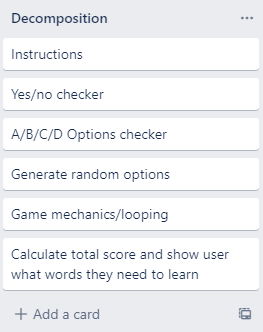 Decomposition
Instructions
Yes/no checker
A/B/C/D Options checker
Generate random options
Game mechanics/looping
Calculate total score and show user
what words they need to learn
+ Add a card